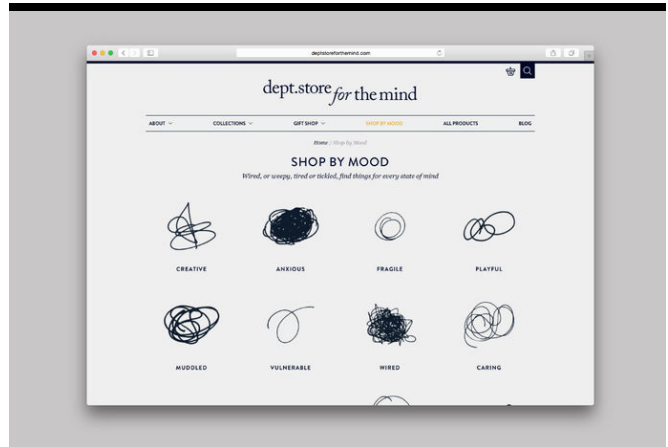 deptstoreforthemind.com
dept.store for the mind
ABOUT
COLLECTIONS
GIFT SHOP
SHOP BY MOOD
ALL PRODUCTS
BLOG
Home / Shop by Mood
SHOP BY MOOD
Wired, or weepy, tired or tickled, find things for every state of mind
CREATIVE
ANXIOUS
FRAGILE
PLAYFUL
MUDDLED
VULNERABLE
WIRED
CARING